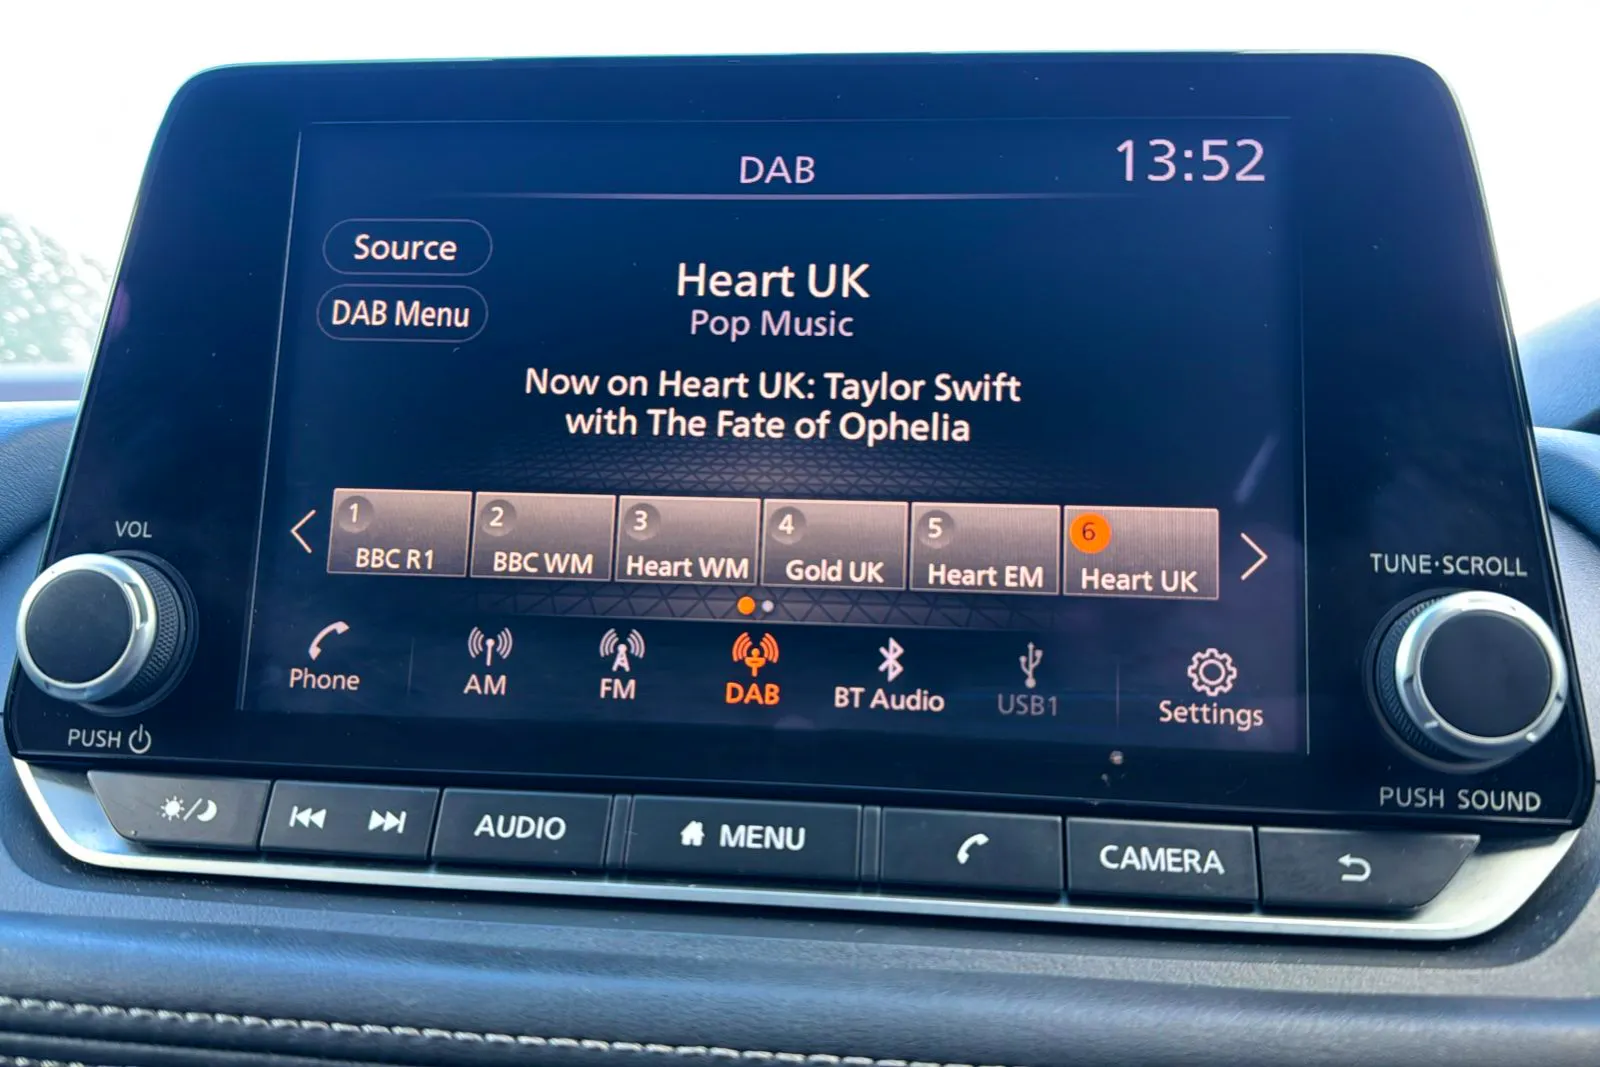 DAB
13:52
Source
DAB Menu
Heart UK
Pop Music
Now on Heart UK: Taylor Swift
with The Fate of Ophelia
1 BBC R1
2 BBC WM
3 Heart WM
4 Gold UK
5 Heart EM
6 Heart UK
Phone
AM
FM
DAB
BT Audio
USB1
Settings
VOL
PUSH
TUNE·SCROLL
PUSH SOUND
AUDIO
MENU
CAMERA